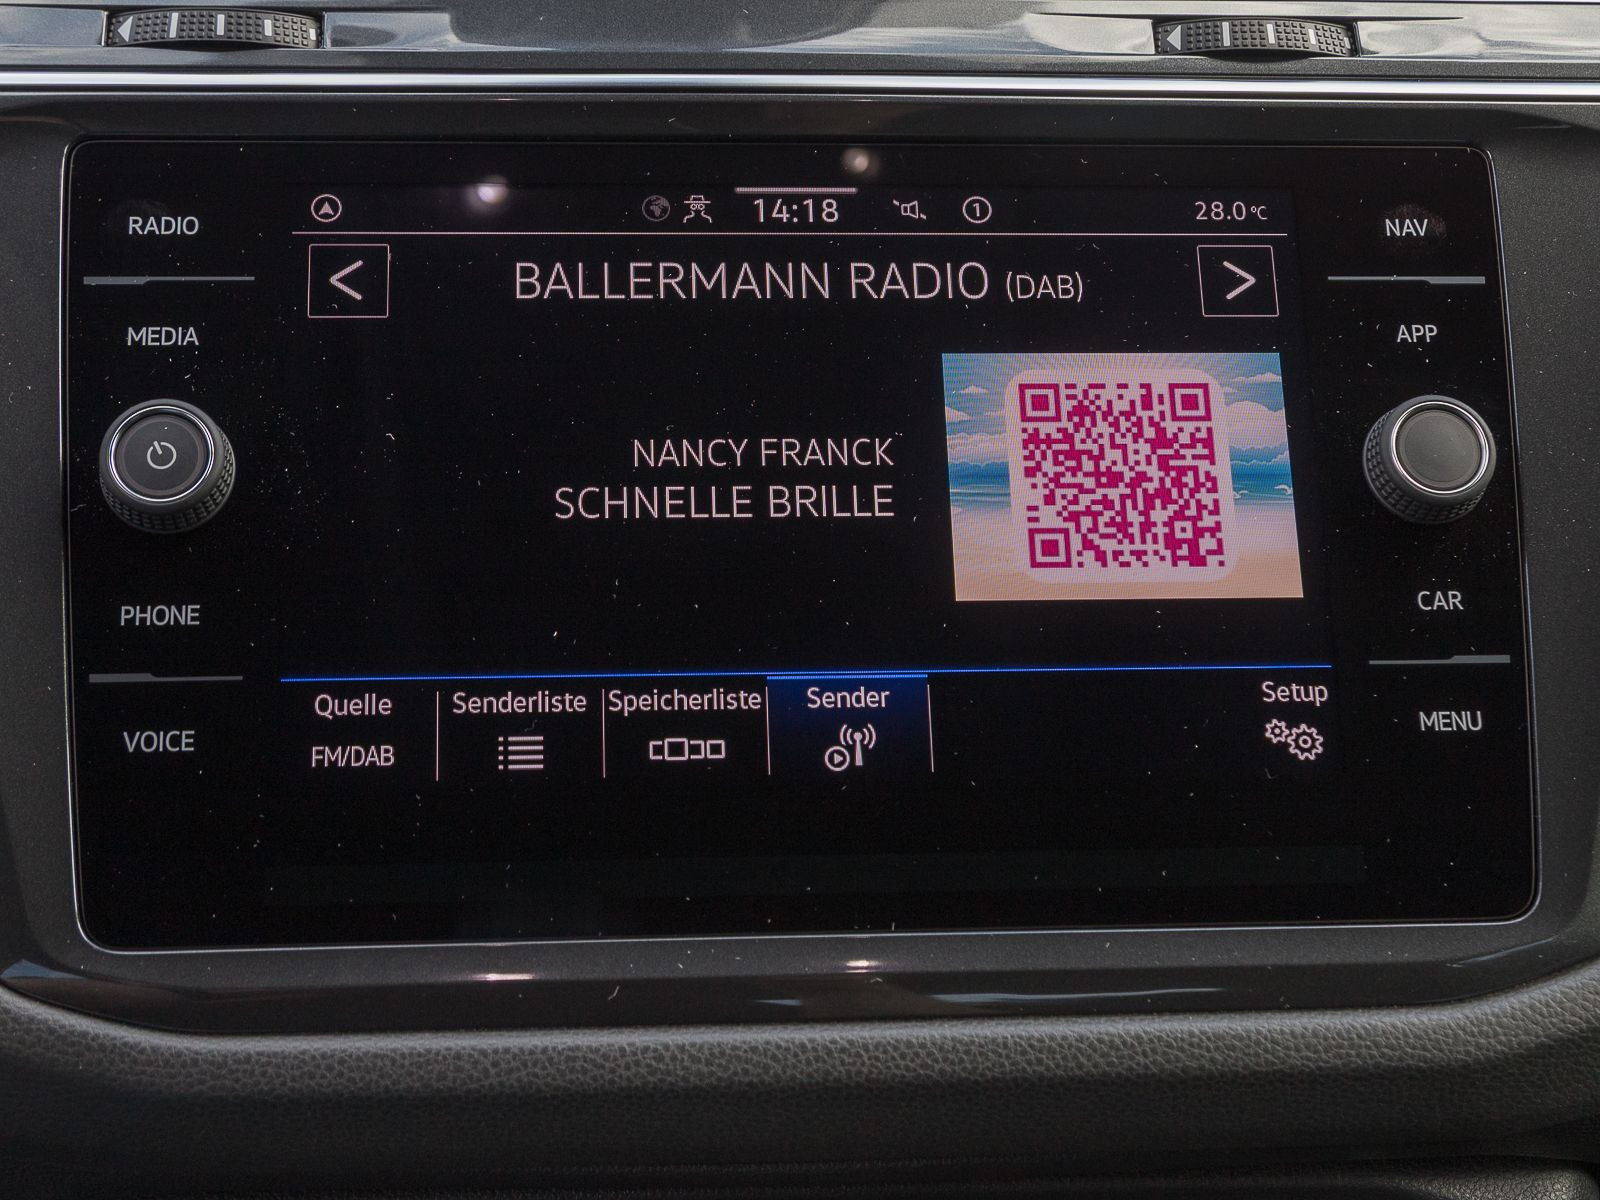 RADIO
MEDIA
PHONE
VOICE
14:18
1
28.0°C
< BALLERMANN RADIO (DAB) >
NANCY FRANCK
SCHNELLE BRILLE
Quelle
FM/DAB
Senderliste
Speicherliste
Sender
Setup
NAV
APP
CAR
MENU